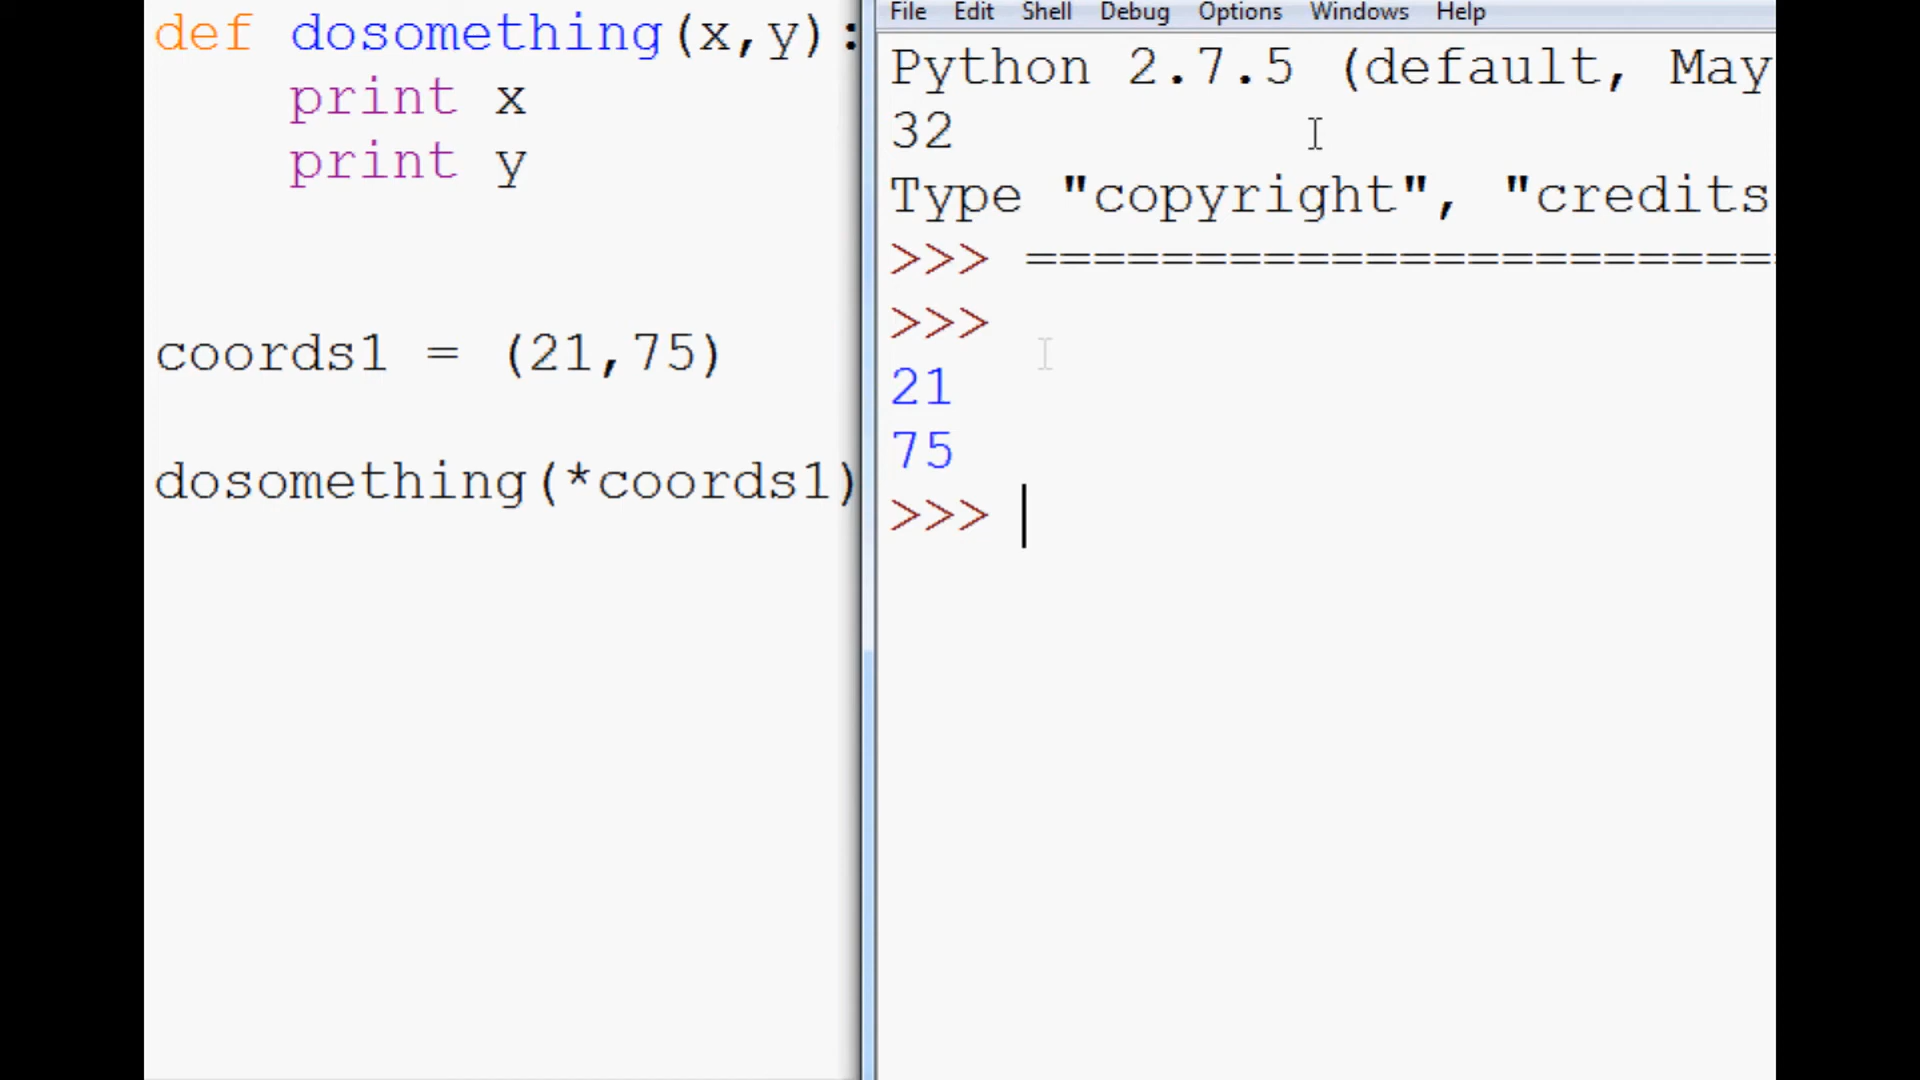 def dosomething(x,y):
    print x
    print y
coords1 = (21,75)
dosomething(*coords1)
File Edit Shell Debug Options Windows Help
Python 2.7.5 (default, May
32
Type "copyright", "credits
>>> ======================
>>>
21
75
>>>